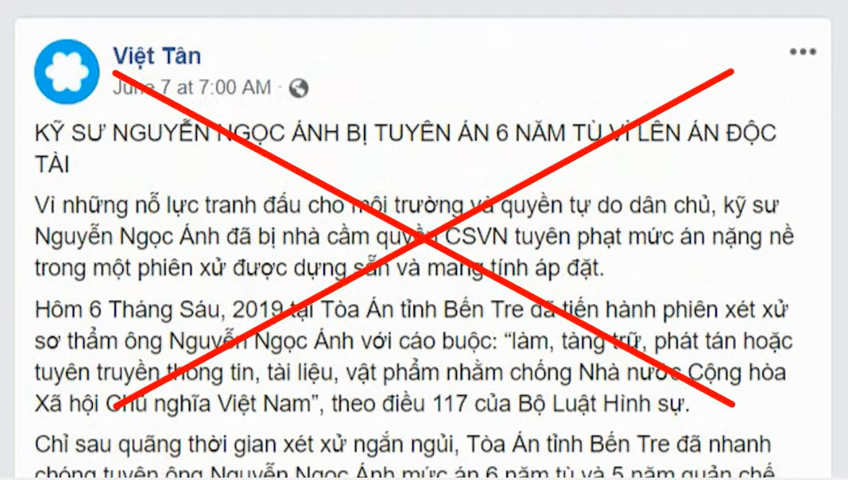 Việt Tân
June 7 at 7:00 AM ·
KỸ SƯ NGUYỄN NGỌC ÁNH BỊ TUYÊN ÁN 6 NĂM TÙ VÌ LÊN ÁN ĐỘC
TÀI
Vì những nỗ lực tranh đấu cho môi trường và quyền tự do dân chủ, kỹ sư
Nguyễn Ngọc Ánh đã bị nhà cầm quyền CSVN tuyên phạt mức án nặng nề
trong một phiên xử được dựng sẵn và mang tính áp đặt.
Hôm 6 Tháng Sáu, 2019 tại Tòa Án tỉnh Bến Tre đã tiến hành phiên xét xử
sơ thẩm ông Nguyễn Ngọc Ánh với cáo buộc: “làm, tàng trữ, phát tán hoặc
tuyên truyền thông tin, tài liệu, vật phẩm nhằm chống Nhà nước Cộng hòa
Xã hội Chủ nghĩa Việt Nam”, theo điều 117 của Bộ Luật Hình sự.
Chỉ sau quãng thời gian xét xử ngắn ngủi, Tòa Án tỉnh Bến Tre đã nhanh
chóng tuyên ông Nguyễn Ngọc Ánh mức án 6 năm tù và 5 năm quản chế